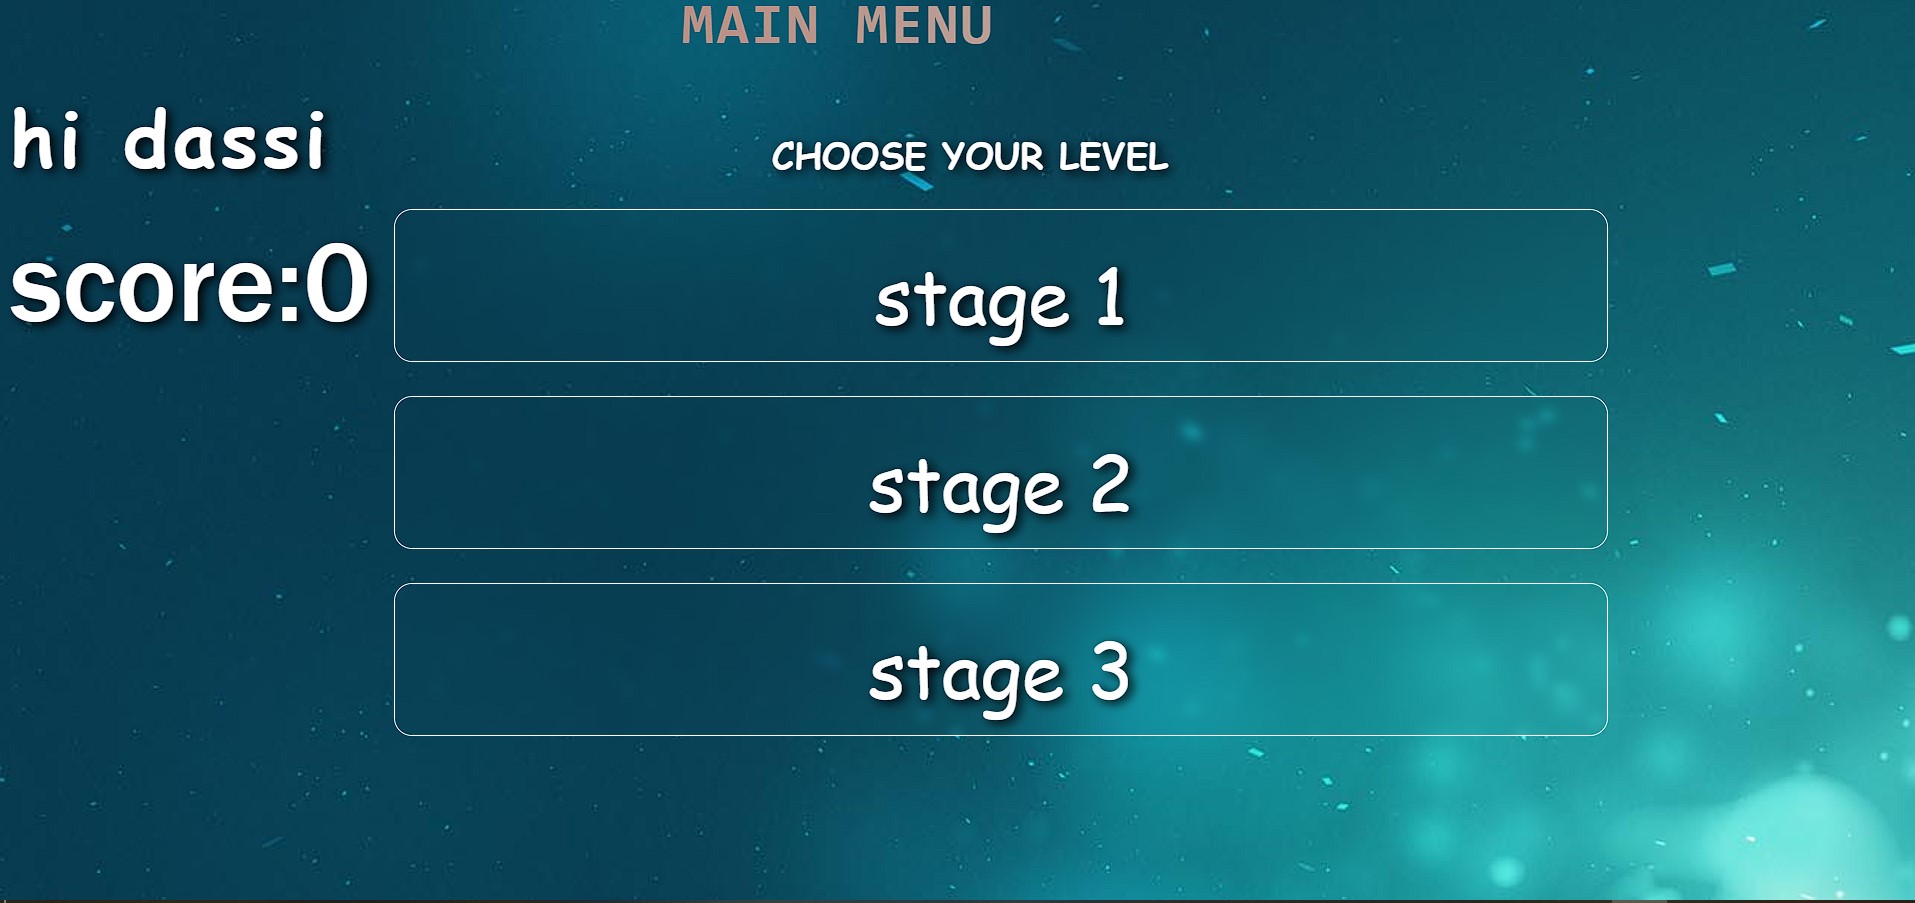 MAIN MENU
hi dassi
CHOOSE YOUR LEVEL
score:0
stage 1
stage 2
stage 3